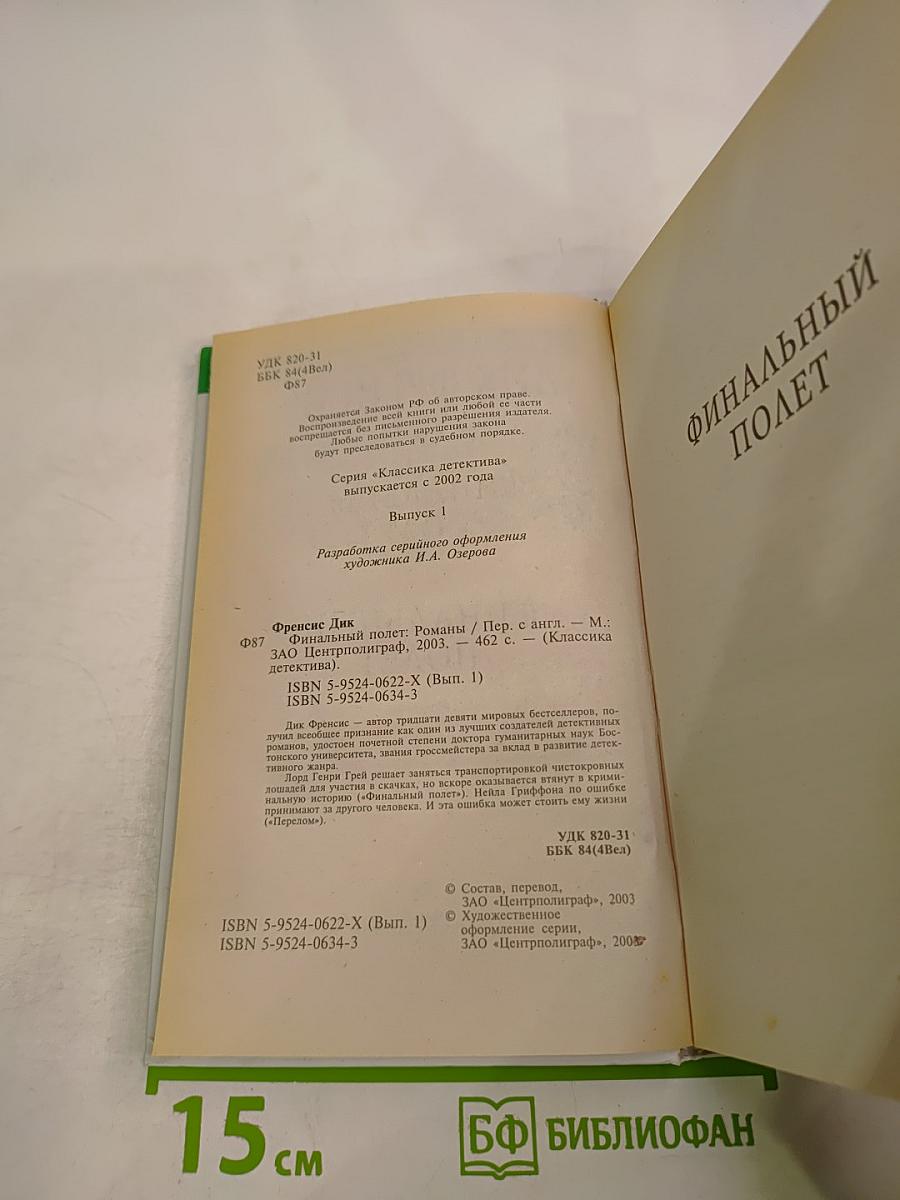 УДК 820-31
ББК 84(4Вел)
Ф87
Охраняется Законом РФ об авторском праве.
Воспроизведение всей книги или любой ее части
воспрещается без письменного разрешения издателя.
Любые попытки нарушения закона
будут преследоваться в судебном порядке.
Серия «Классика детектива»
выпускается с 2002 года
Выпуск 1
Разработка серийного оформления
художника И.А. Озерова
Френсис Дик
Ф87 Финальный полет: Романы / Пер. с англ. — М.:
ЗАО Центрполиграф, 2003. — 462 с. — (Классика
детектива).
ISBN 5-9524-0622-X (Вып. 1)
ISBN 5-9524-0634-3
Дик Френсис — автор тридцати девяти мировых бестселлеров, по-
лучил всеобщее признание как один из лучших создателей детективных
романов, удостоен почетной степени доктора гуманитарных наук Бос-
тонского университета, звания гроссмейстера за вклад в развитие детек-
тивного жанра.
Лорд Генри Грей решает заняться транспортировкой чистокровных
лошадей для участия в скачках, но вскоре оказывается втянут в крими-
нальную историю («Финальный полет»). Нейла Гриффона по ошибке
принимают за другого человека. И эта ошибка может стоить ему жизни
(«Перелом»).
УДК 820-31
ББК 84(4Вел)
© Состав, перевод,
ЗАО «Центрполиграф», 2003
© Художественное
оформление серии,
ЗАО «Центрполиграф»,
ISBN 5-9524-0622-X (Вып. 1)
ISBN 5-9524-0634-3
ФИНАЛЬНЫЙ
ПОЛЕТ
15 см
БФ БИБЛИОФАН